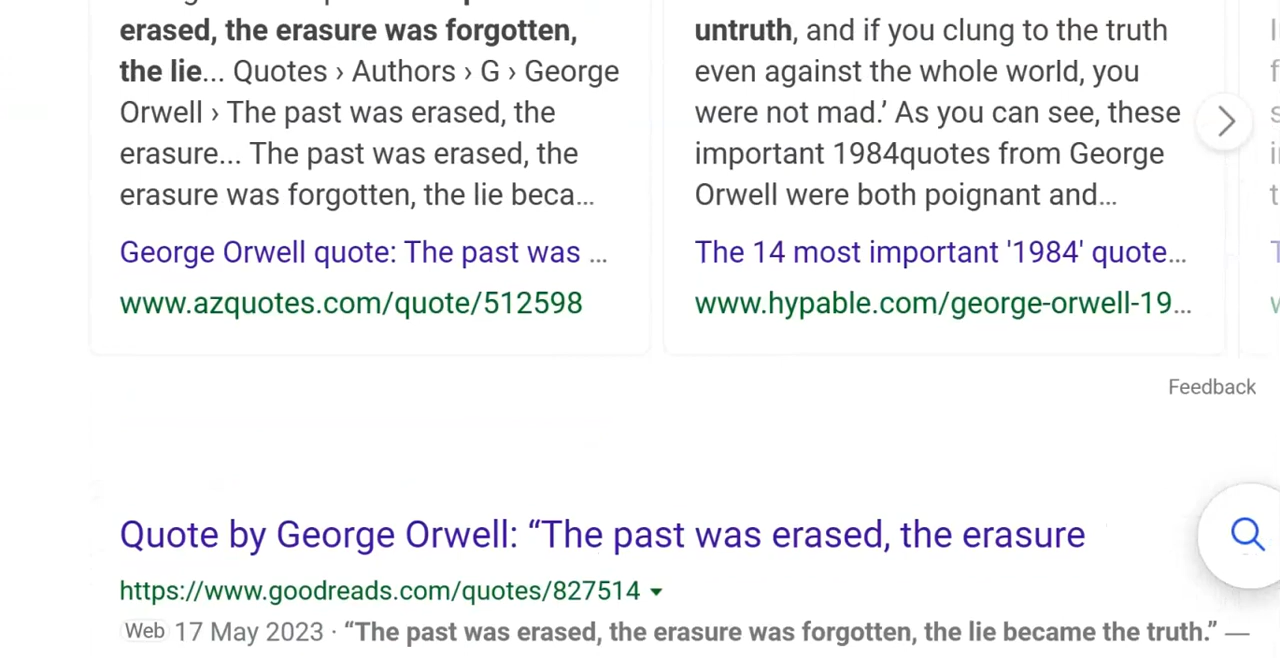 erased, the erasure was forgotten,
the lie... Quotes › Authors › G › George
Orwell › The past was erased, the
erasure... The past was erased, the
erasure was forgotten, the lie beca...
George Orwell quote: The past was ...
www.azquotes.com/quote/512598
untruth, and if you clung to the truth
even against the whole world, you
were not mad.’ As you can see, these
important 1984quotes from George
Orwell were both poignant and...
The 14 most important '1984' quote...
www.hypable.com/george-orwell-19...
Feedback
Quote by George Orwell: “The past was erased, the erasure
https://www.goodreads.com/quotes/827514
Web 17 May 2023 · “The past was erased, the erasure was forgotten, the lie became the truth.” —